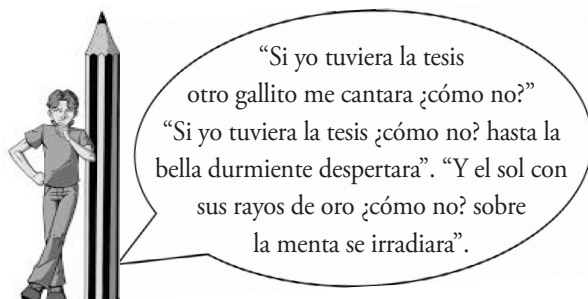 “Si yo tuviera la tesis
otro gallito me cantara ¿cómo no?”
“Si yo tuviera la tesis ¿cómo no? hasta la
bella durmiente despertara”. “Y el sol con
sus rayos de oro ¿cómo no? sobre
la menta se irradiara”.